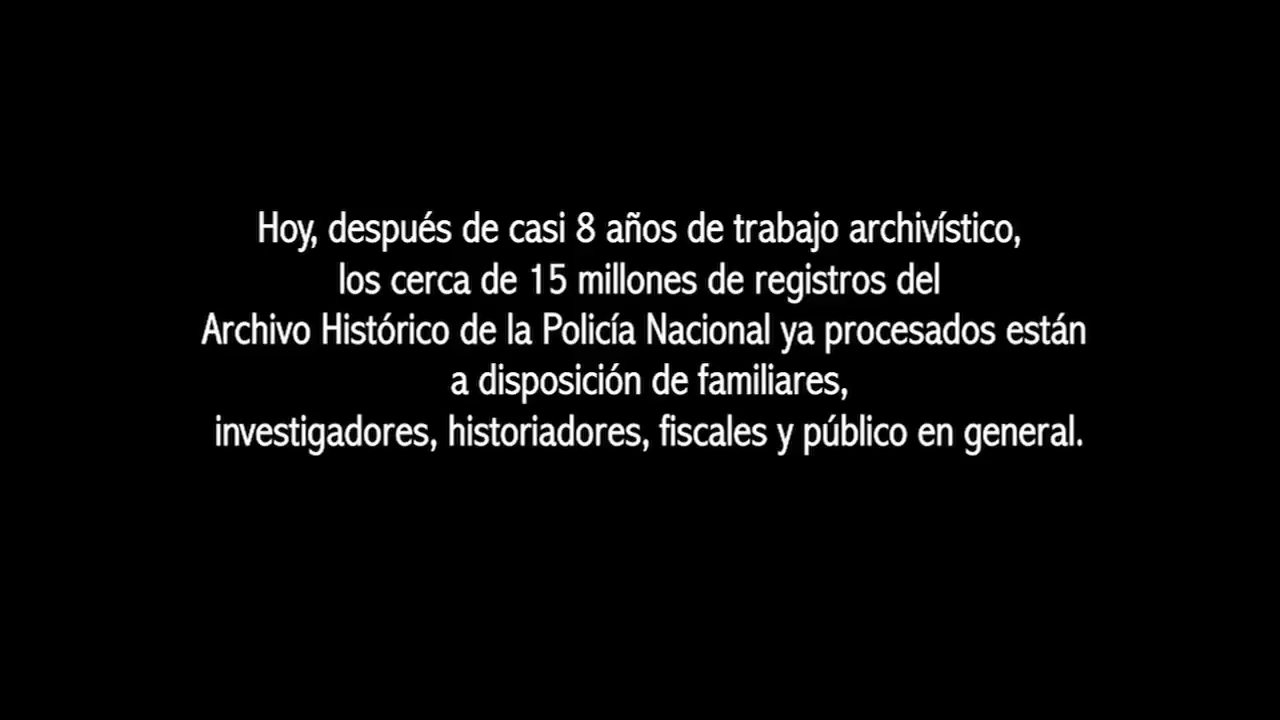 Hoy, después de casi 8 años de trabajo archivístico,
los cerca de 15 millones de registros del
Archivo Histórico de la Policía Nacional ya procesados están
a disposición de familiares,
investigadores, historiadores, fiscales y público en general.